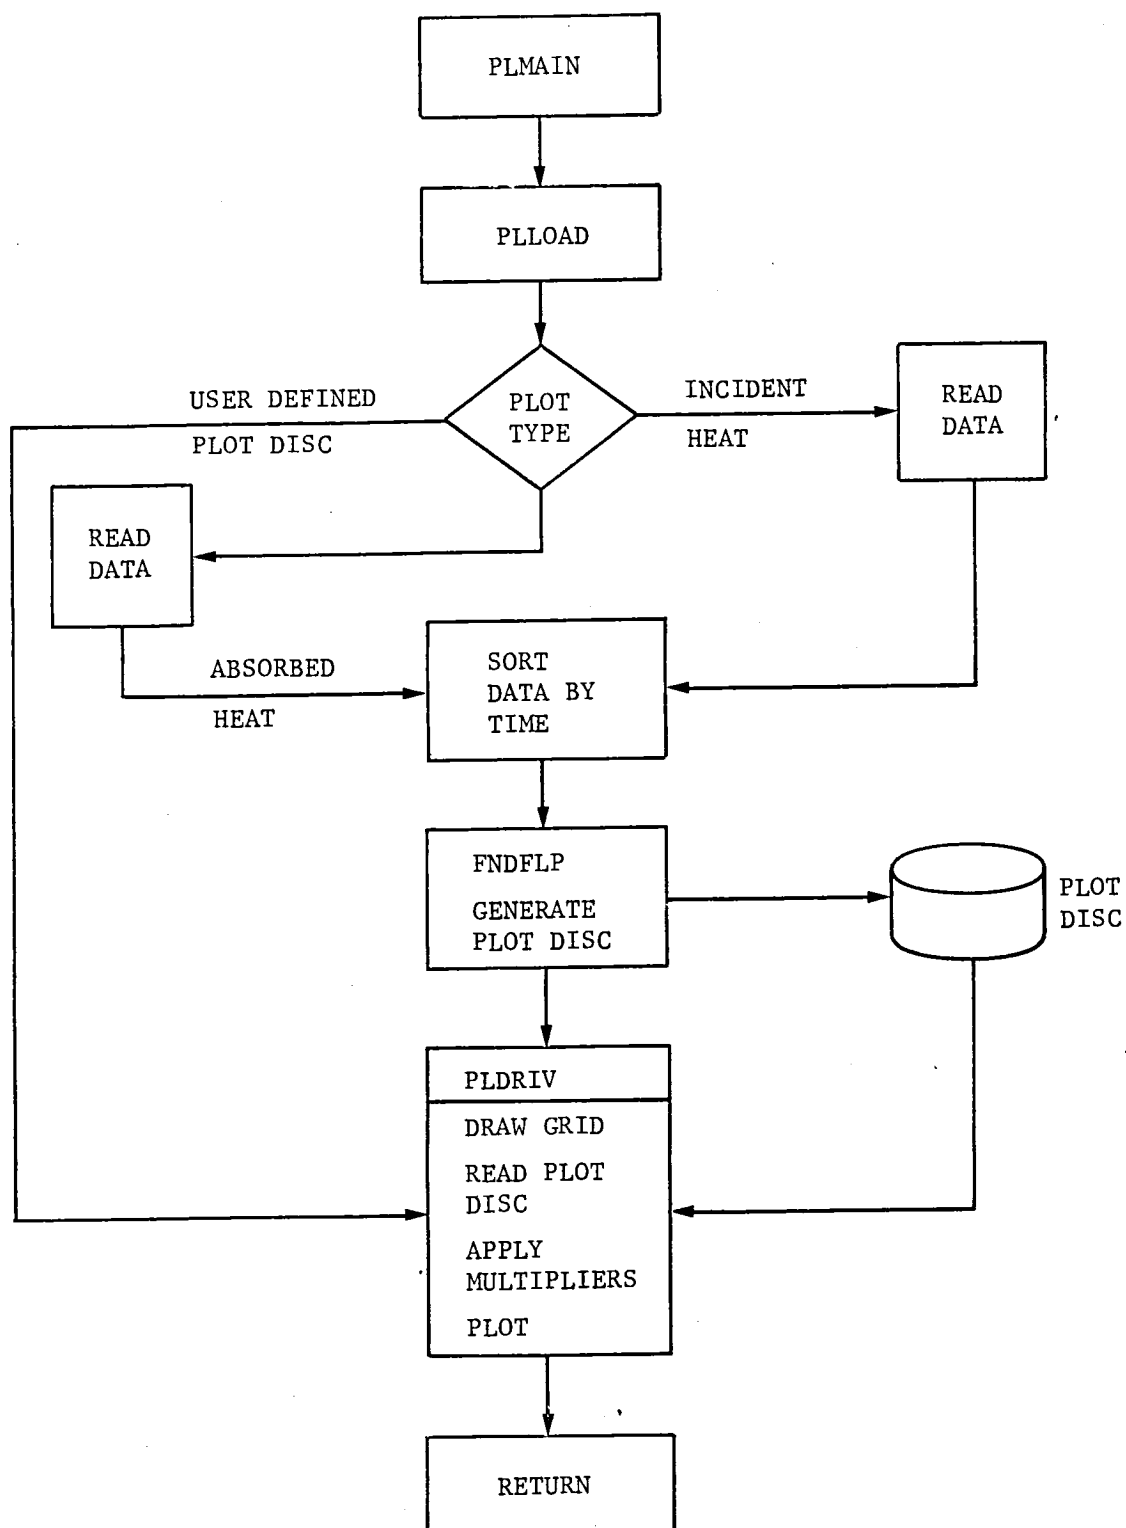 PLMAIN
PLLOAD
PLOT
TYPE
USER DEFINED
PLOT DISC
INCIDENT
HEAT
READ
DATA
READ
DATA
ABSORBED
HEAT
SORT
DATA BY
TIME
FNDFLP
GENERATE
PLOT DISC
PLOT
DISC
PLDRIV
DRAW GRID
READ PLOT
DISC
APPLY
MULTIPLIERS
PLOT
RETURN